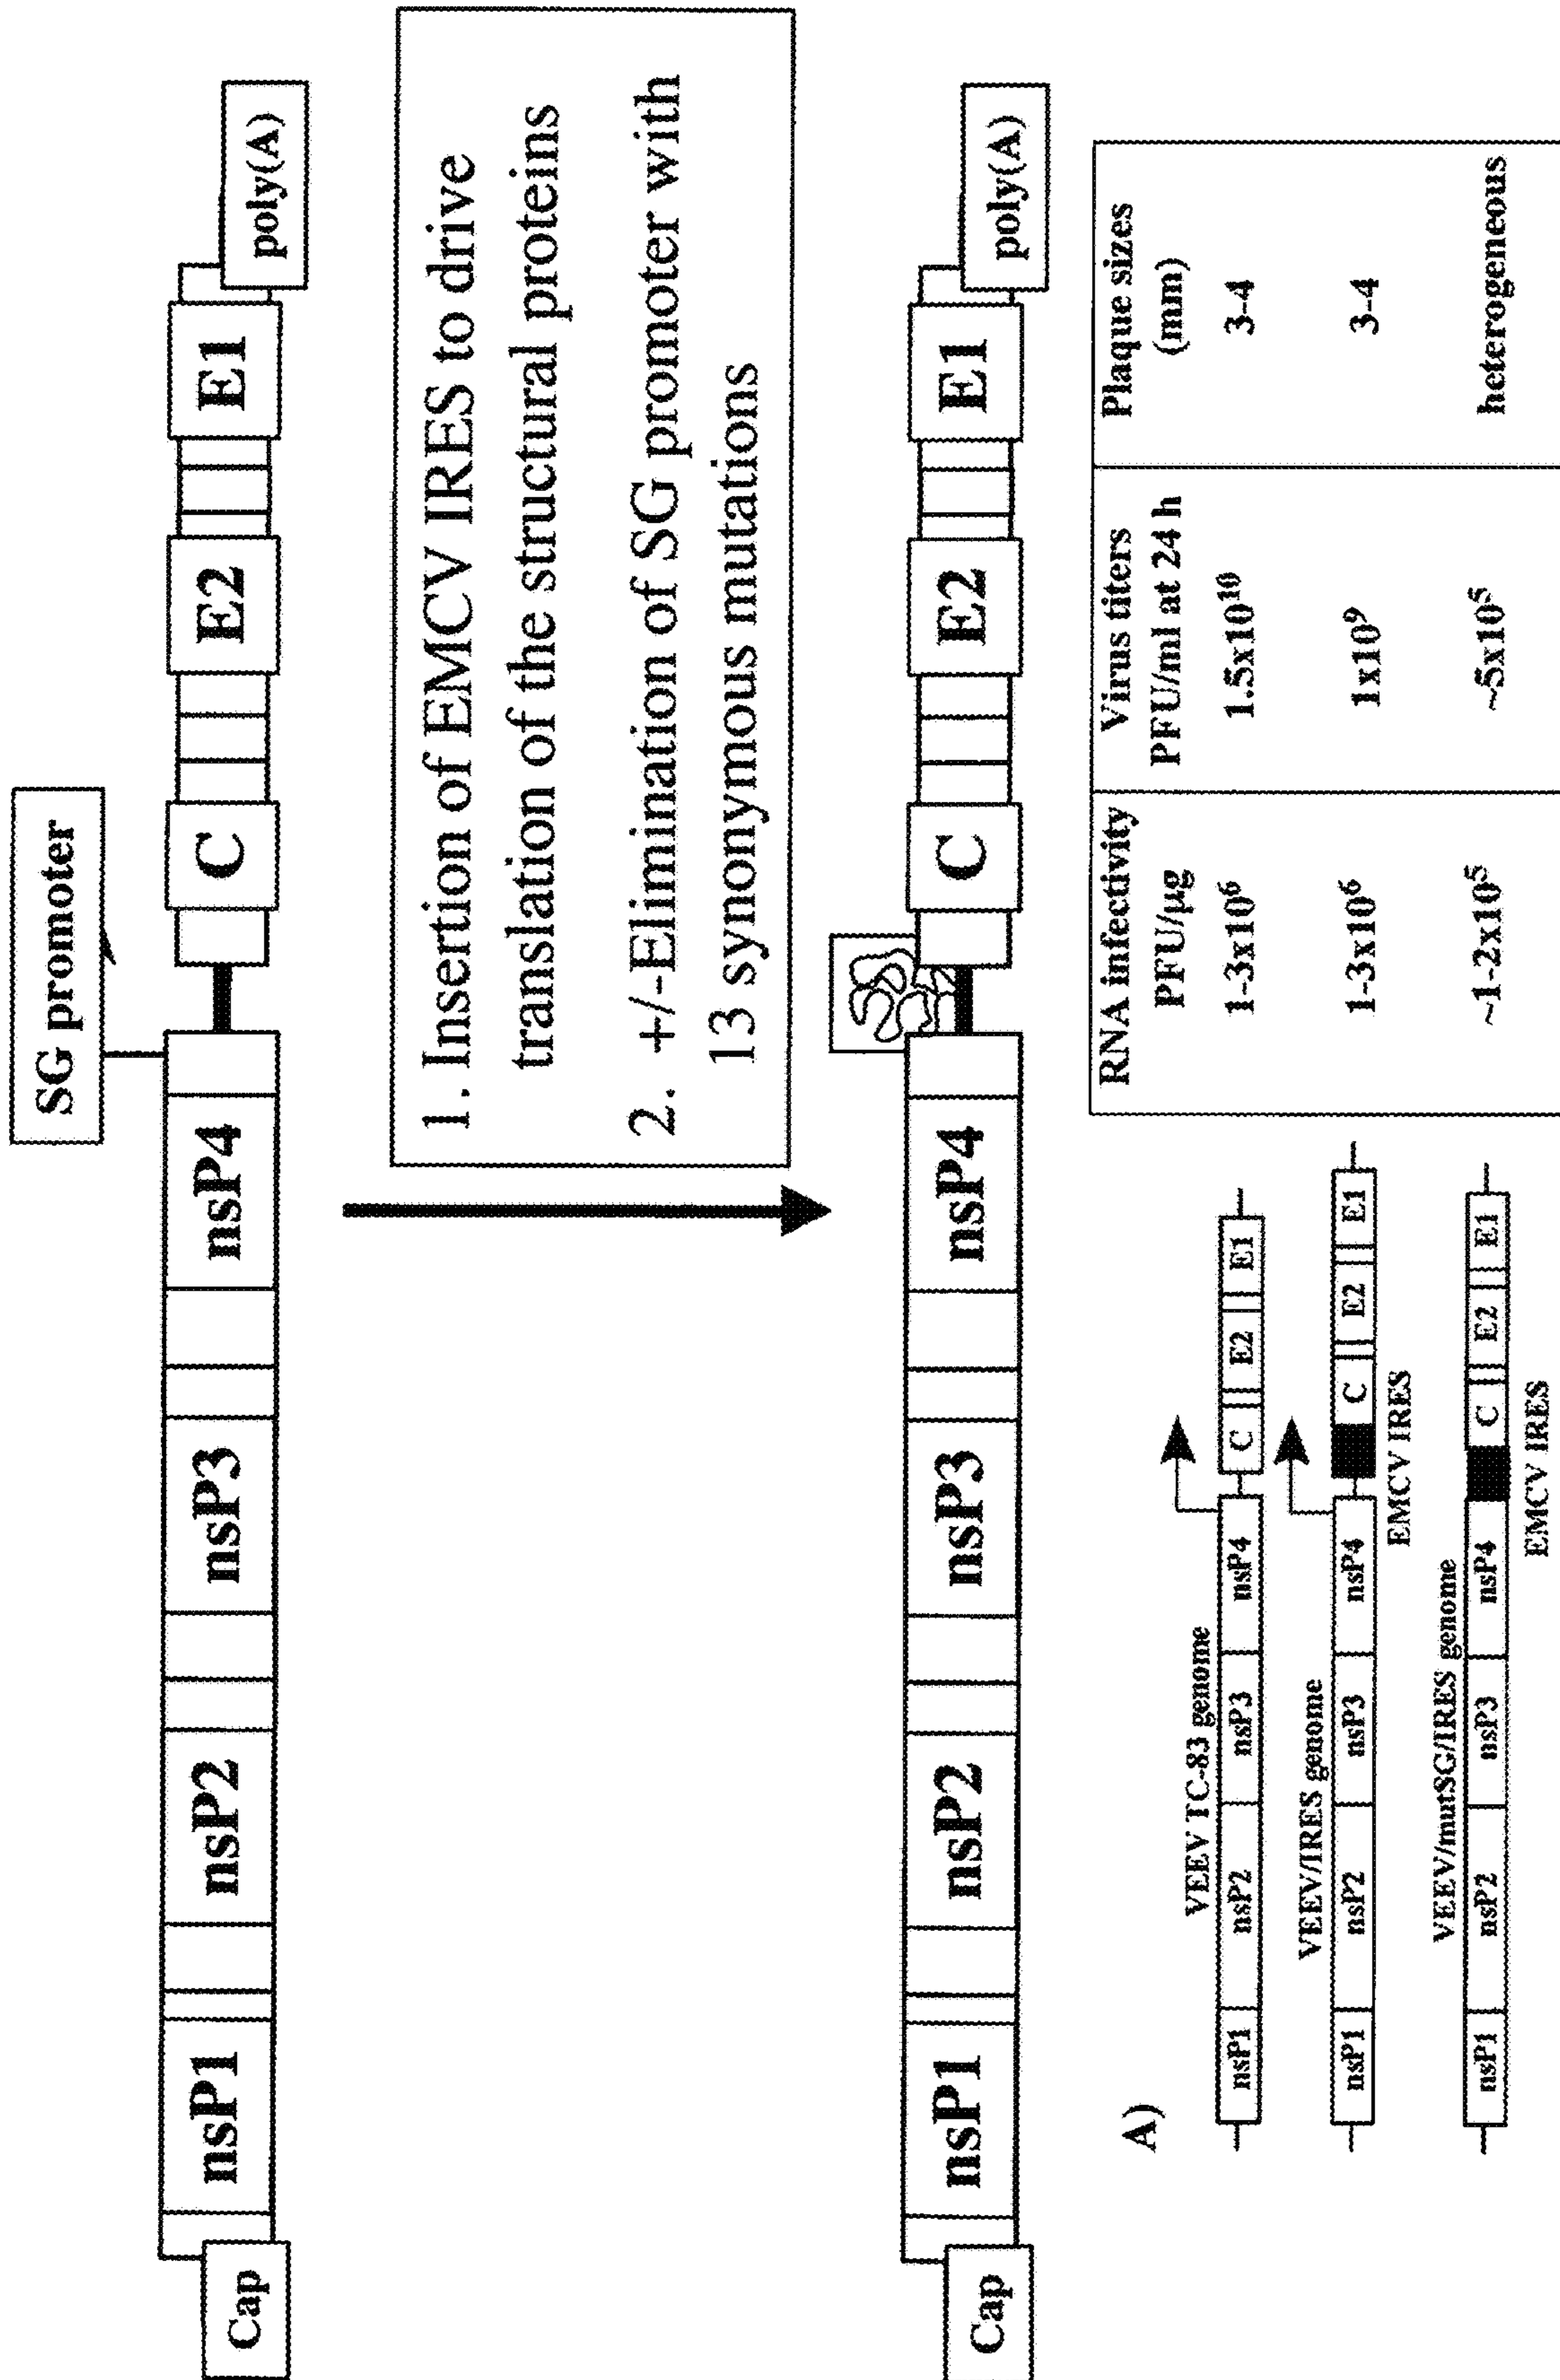 SG promoter
Cap
nsP1
nsP2
nsP3
nsP4
C
E2
E1
poly(A)
1. Insertion of EMCV IRES to drive
translation of the structural proteins
2. +/-Elimination of SG promoter with
13 synonymous mutations
Cap
nsP1
nsP2
nsP3
nsP4
C
E2
E1
poly(A)
A)
RNA infectivity
PFU/μg
Virus titers
PFU/ml at 24 h
Plaque sizes
(mm)
VEEV TC-83 genome
nsP1 nsP2 nsP3 nsP4 C E2 E1
1-3x10⁶ 1.5x10¹⁰ 3-4
VEEV/IRES genome
nsP1 nsP2 nsP3 nsP4 C E2 E1
1-3x10⁶ 1x10⁹ 3-4
EMCV IRES
VEEV/mutSG/IRES genome
nsP1 nsP2 nsP3 nsP4 C E2 E1
~1-2x10⁵ ~5x10⁵ heterogeneous
EMCV IRES